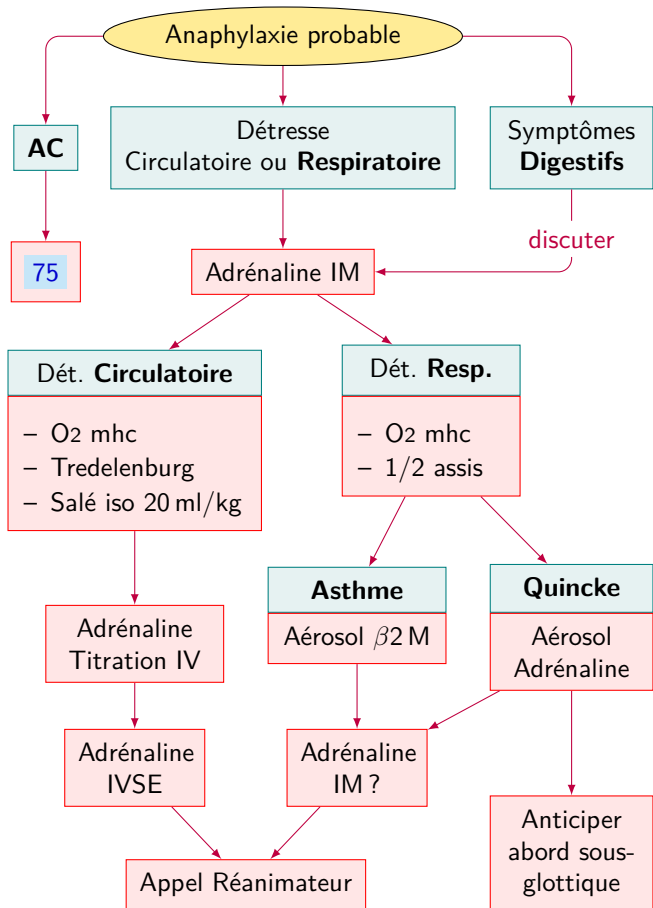 Anaphylaxie probable
AC
Détresse
Circulatoire ou Respiratoire
Symptômes
Digestifs
discuter
75
Adrénaline IM
Dét. Circulatoire
– O2 mhc
– Tredelenburg
– Salé iso 20 ml/kg
Dét. Resp.
– O2 mhc
– 1/2 assis
Asthme
Aérosol β2 M
Quincke
Aérosol
Adrénaline
Adrénaline
Titration IV
Adrénaline
IVSE
Adrénaline
IM ?
Anticiper
abord sous-
glottique
Appel Réanimateur